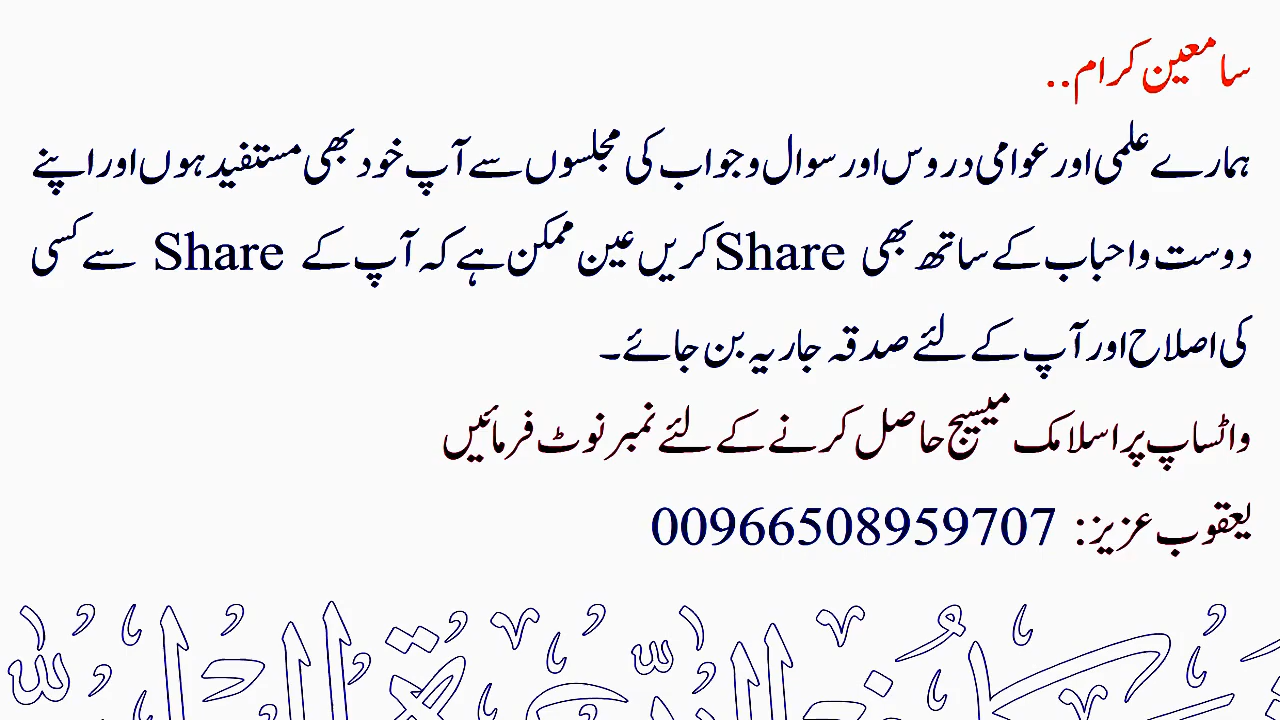 سامعین کرام..
ہمارے علمی اور عوامی دروس اور سوال و جواب کی مجلسوں سے آپ خود بھی مستفید ہوں اور اپنے
دوست و احباب کے ساتھ بھی Share کریں عین ممکن ہے کہ آپ کے Share سے کسی
کی اصلاح اور آپ کے لئے صدقہ جاریہ بن جائے۔
واٹساپ پر اسلامک میسیج حاصل کرنے کے لئے نمبر نوٹ فرمائیں
یعقوب عزیز: 00966508959707